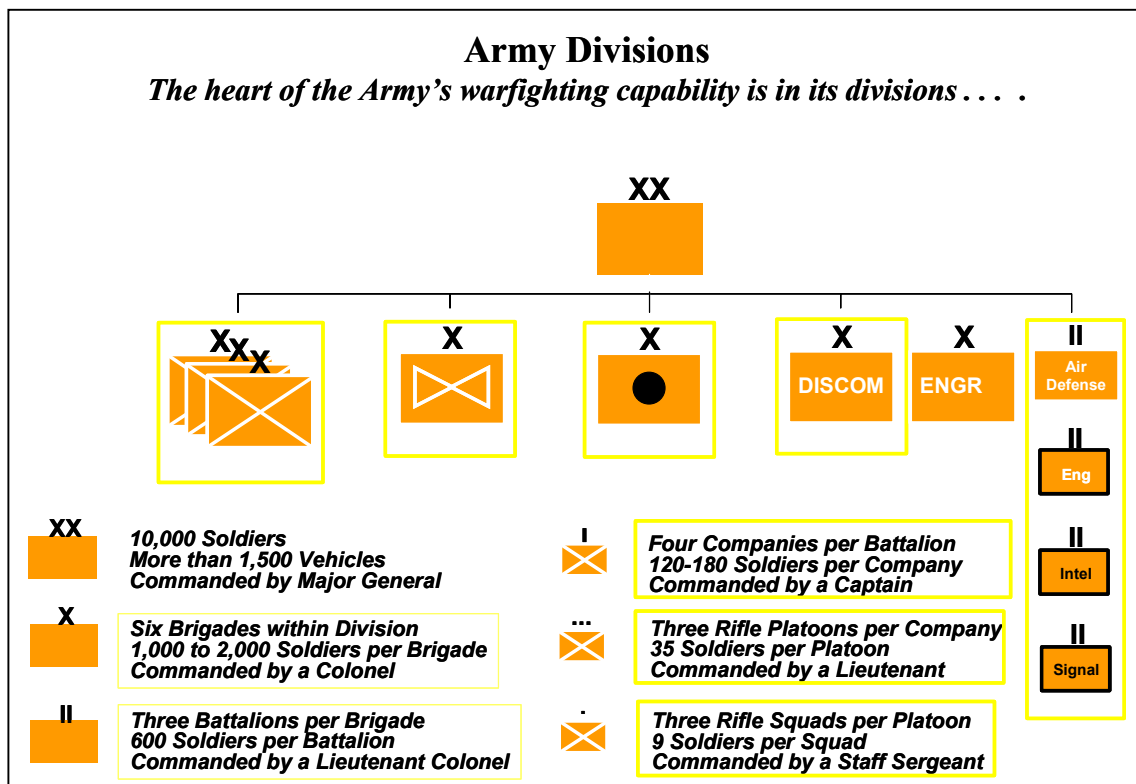 Army Divisions
The heart of the Army's warfighting capability is in its divisions . . . .
XX
X X X
X
X
X
X
II
DISCOM
ENGR
Air
Defense
II
Eng
II
Intel
II
Signal
XX
10,000 Soldiers
More than 1,500 Vehicles
Commanded by Major General
X
Six Brigades within Division
1,000 to 2,000 Soldiers per Brigade
Commanded by a Colonel
II
Three Battalions per Brigade
600 Soldiers per Battalion
Commanded by a Lieutenant Colonel
I
Four Companies per Battalion
120-180 Soldiers per Company
Commanded by a Captain
...
Three Rifle Platoons per Company
35 Soldiers per Platoon
Commanded by a Lieutenant
.
Three Rifle Squads per Platoon
9 Soldiers per Squad
Commanded by a Staff Sergeant